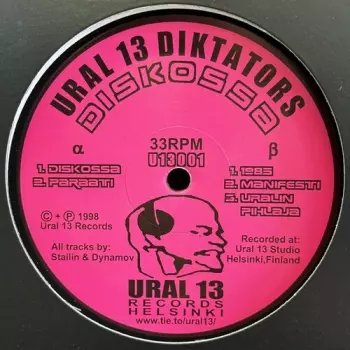 URAL 13 DIKTATORS
DISKOSSA
α
33RPM
U13001
β
1. DISKOSSA
2. PARAATI
1. 1985
2. MANIFESTI
3. URALIN
PIHLAJA
© + ℗ 1998
Ural 13 Records
All tracks by:
Stailin & Dynamov
Recorded at:
Ural 13 Studio
Helsinki,Finland
URAL 13
RECORDS
HELSINKI
www.tie.to/ural13/